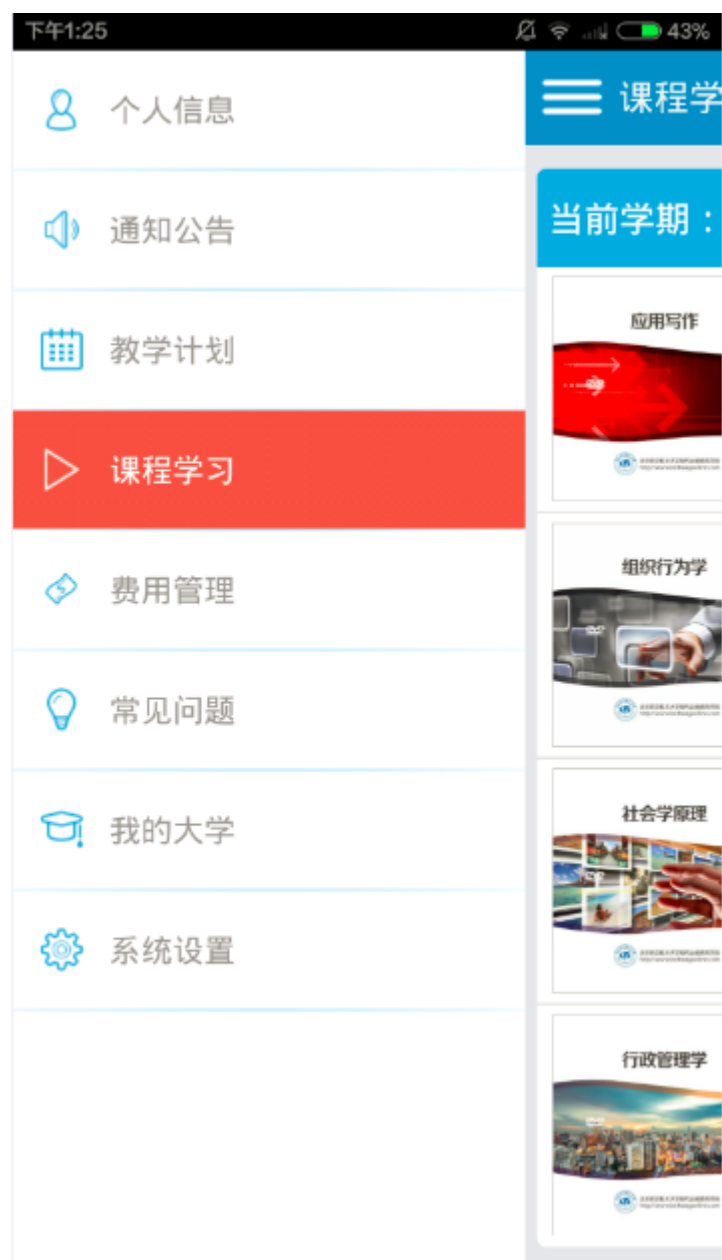 下午1:25
43%
个人信息
通知公告
教学计划
课程学习
费用管理
常见问题
我的大学
系统设置
课程学
当前学期：
应用写作
组织行为学
社会学原理
行政管理学